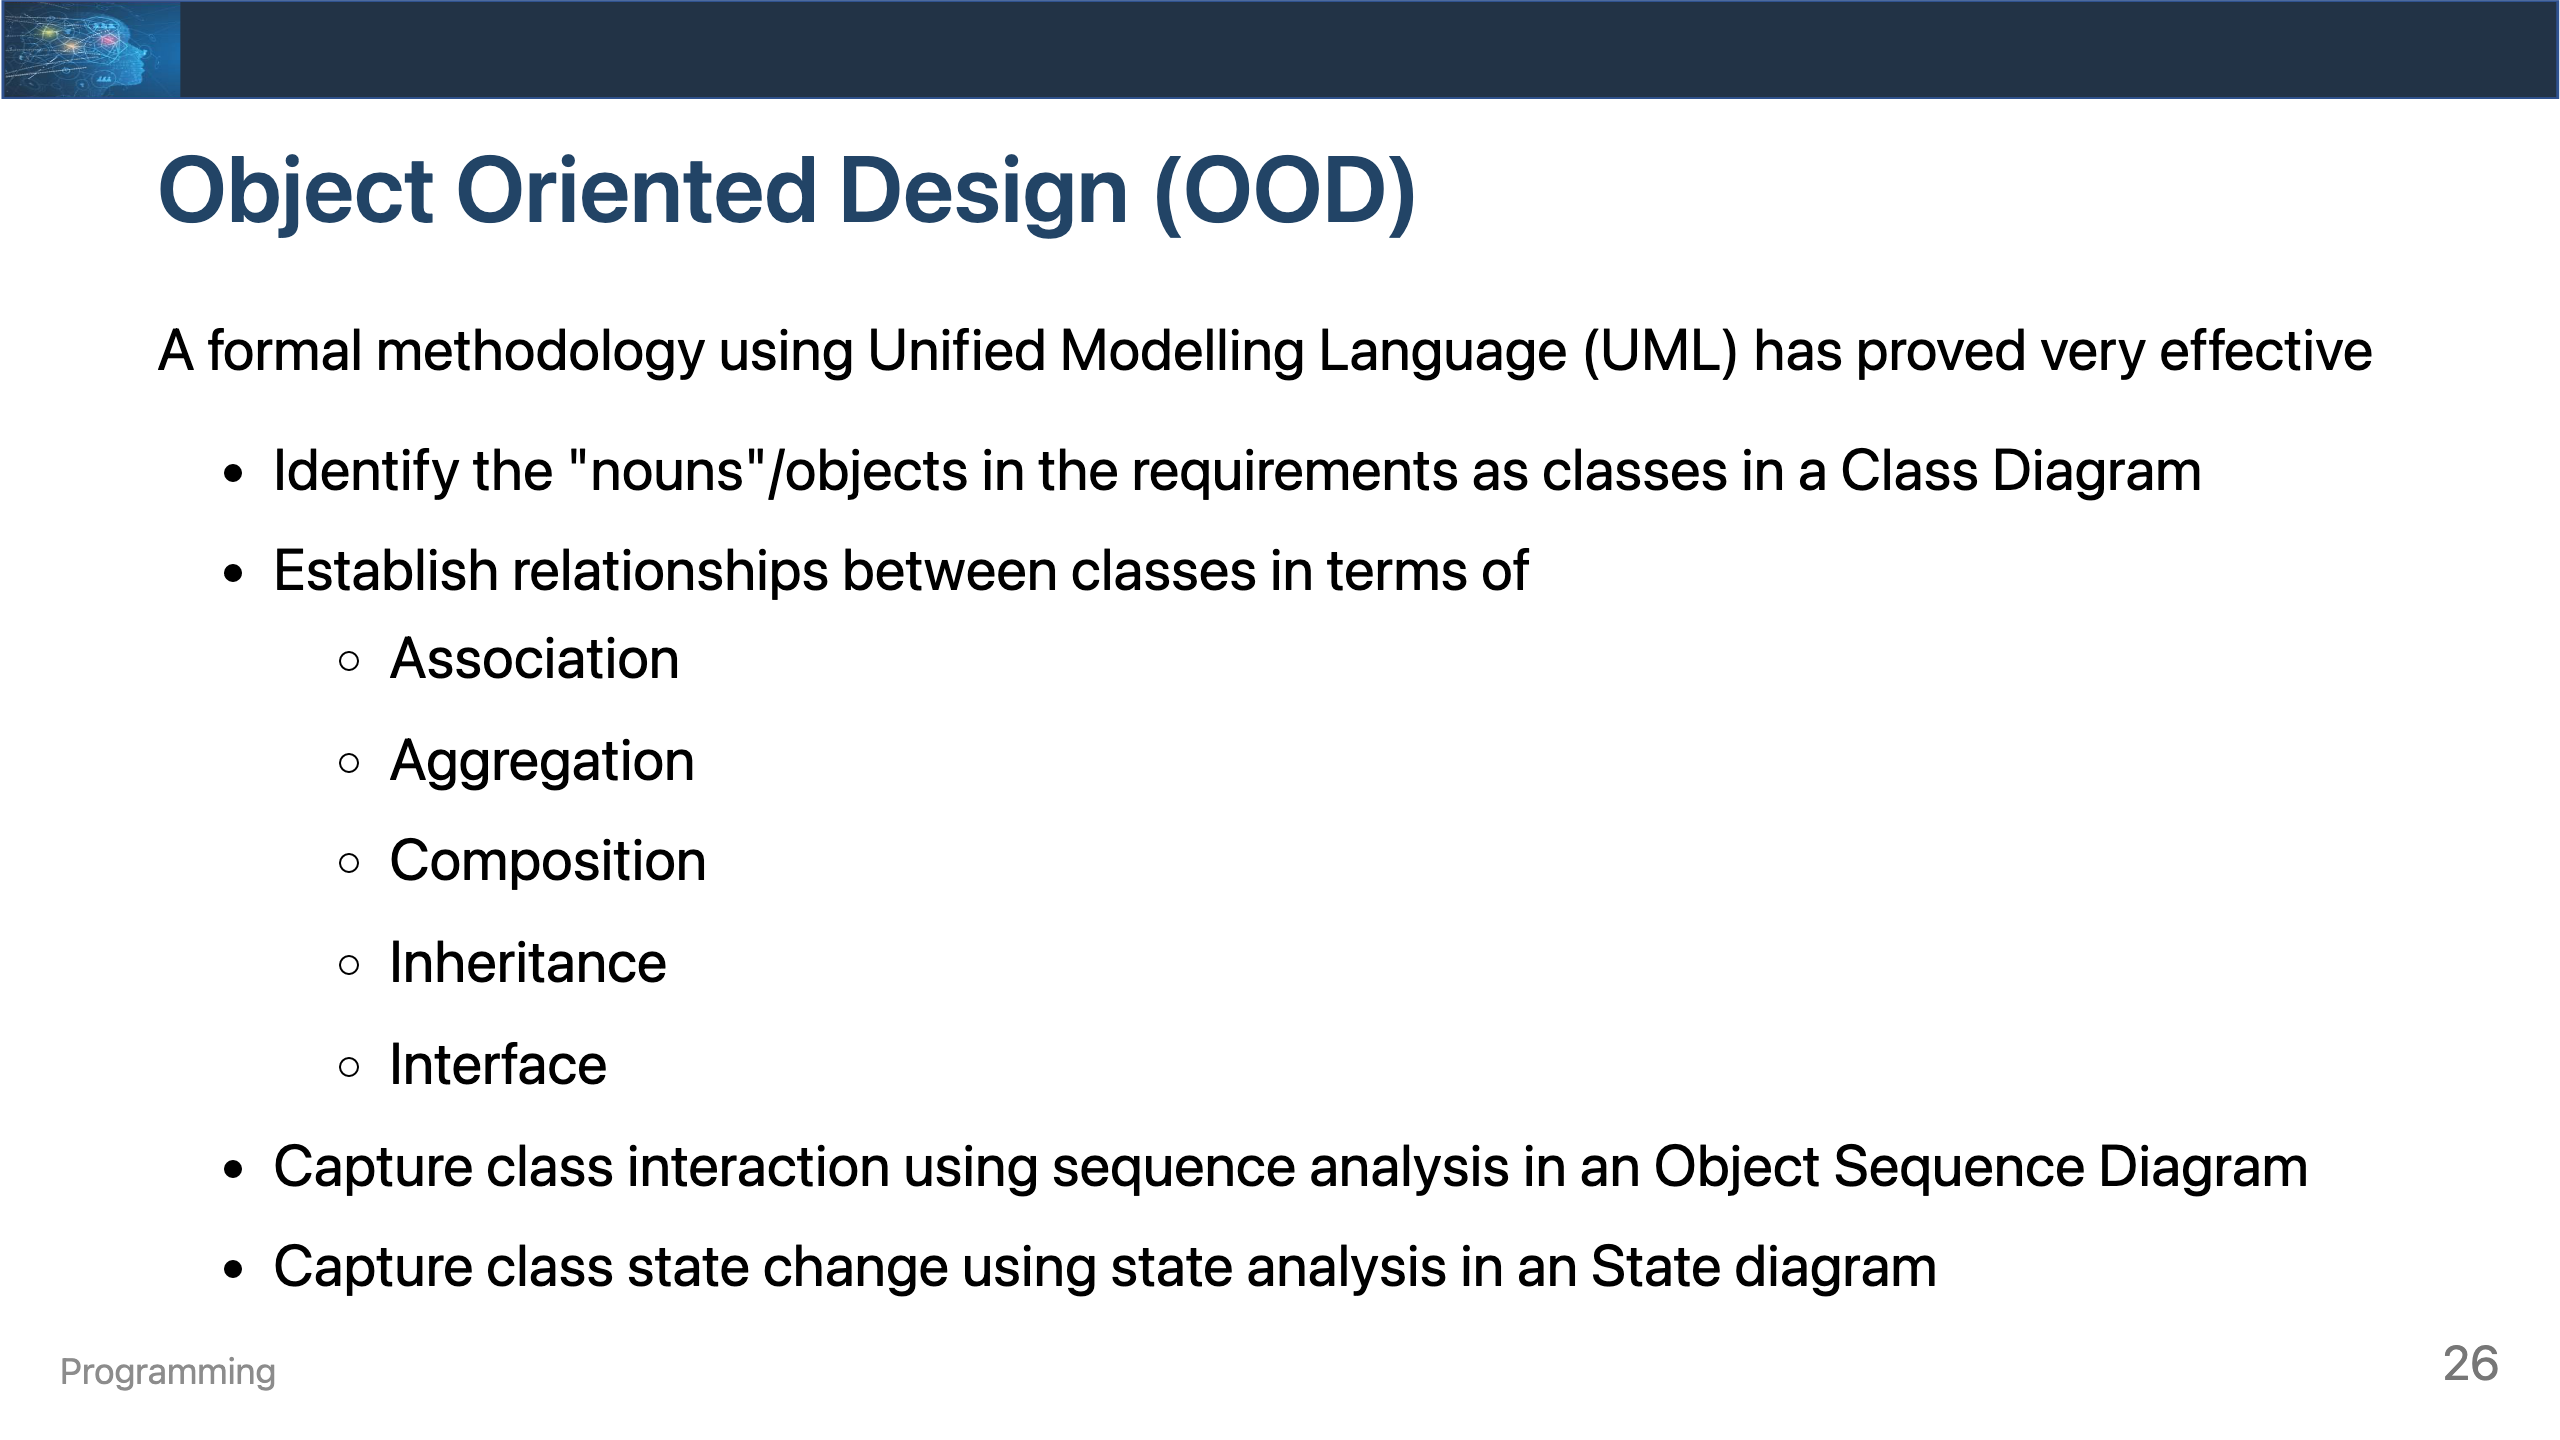 Object Oriented Design (OOD)
A formal methodology using Unified Modelling Language (UML) has proved very effective
• Identify the "nouns"/objects in the requirements as classes in a Class Diagram
• Establish relationships between classes in terms of
○ Association
○ Aggregation
○ Composition
○ Inheritance
○ Interface
• Capture class interaction using sequence analysis in an Object Sequence Diagram
• Capture class state change using state analysis in an State diagram
Programming
26